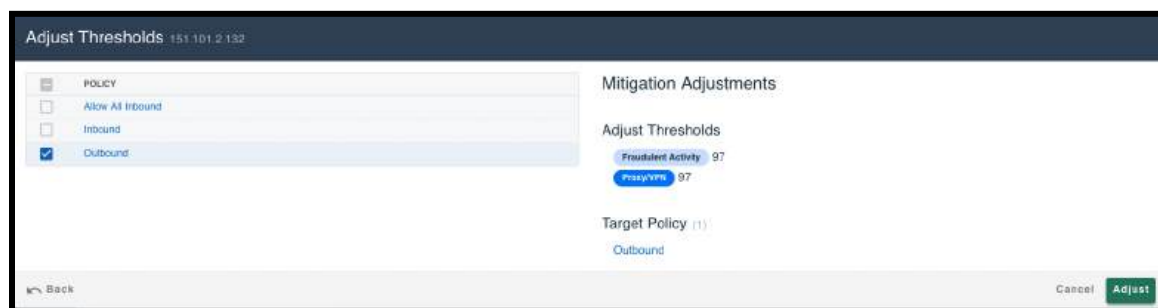 Adjust Thresholds 151.101.2.132
POLICY
Allow All Inbound
Inbound
Outbound
Mitigation Adjustments
Adjust Thresholds
Fraudulent Activity 97
Proxy/VPN 97
Target Policy (1)
Outbound
Back
Cancel Adjust